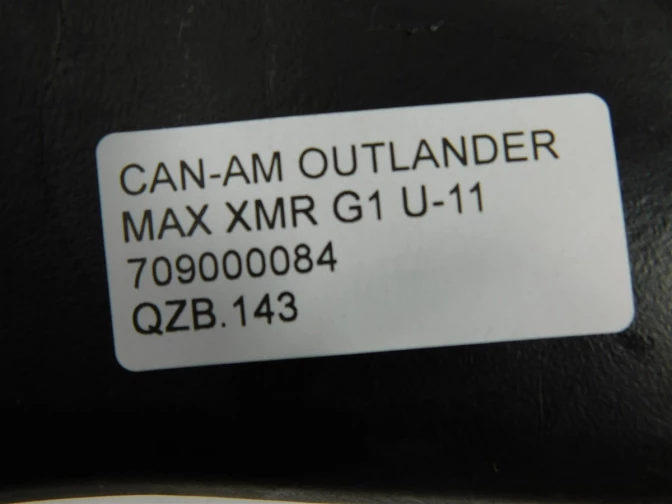 CAN-AM OUTLANDER
MAX XMR G1 U-11
709000084
QZB.143